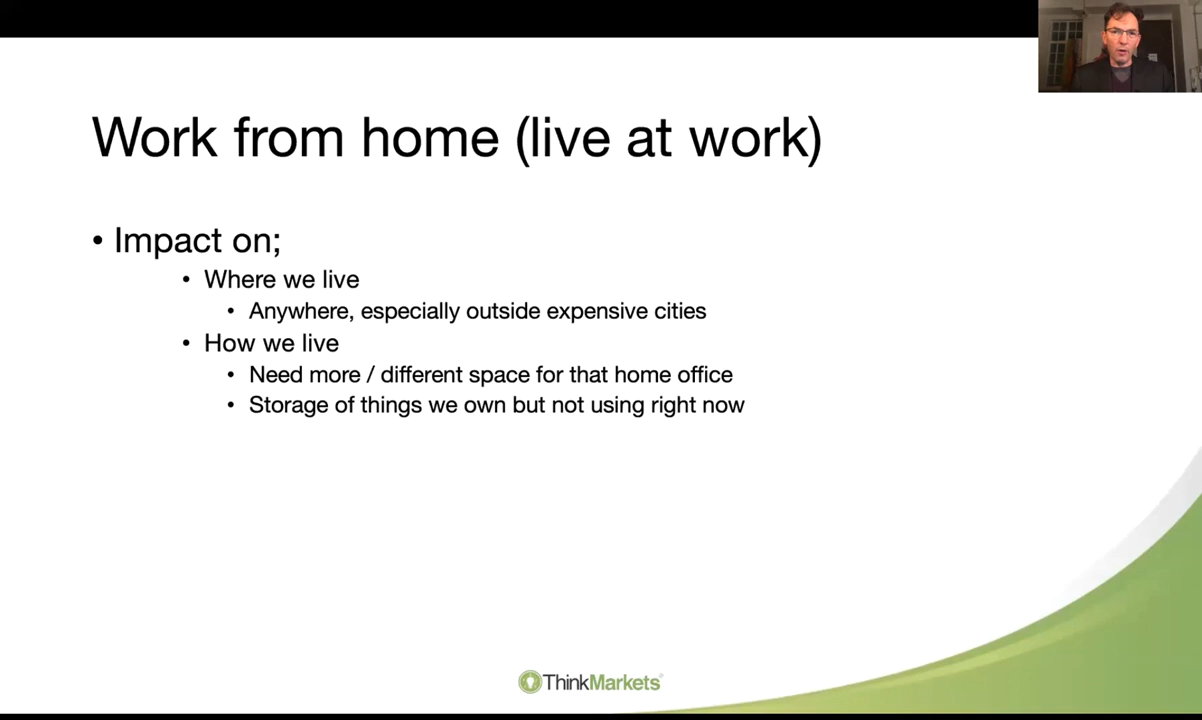 Work from home (live at work)
• Impact on;
• Where we live
• Anywhere, especially outside expensive cities
• How we live
• Need more / different space for that home office
• Storage of things we own but not using right now
ThinkMarkets